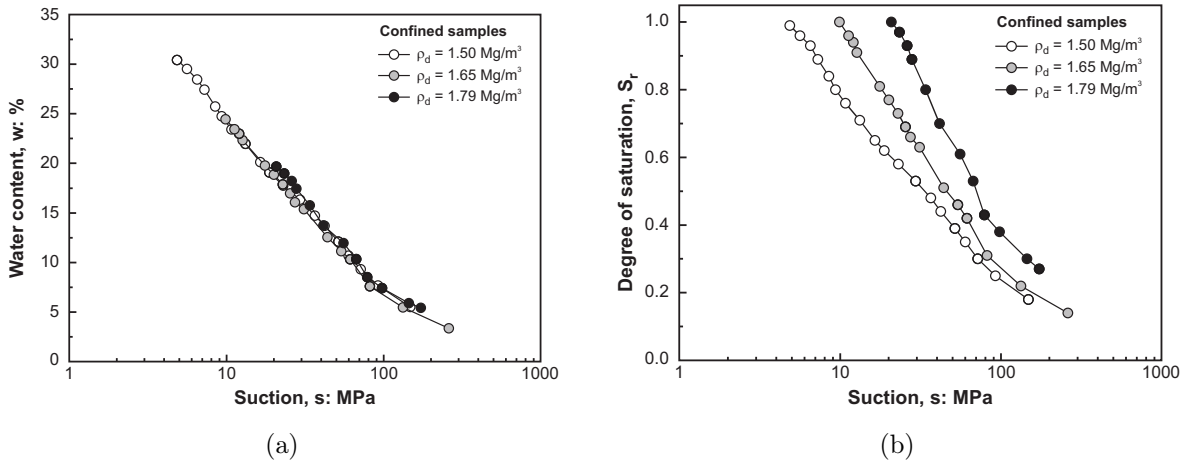 Confined samples
ρd = 1.50 Mg/m³
ρd = 1.65 Mg/m³
ρd = 1.79 Mg/m³
35
30
25
20
15
10
5
0
Water content, w: %
1
10
100
1000
Suction, s: MPa
(a)
Confined samples
ρd = 1.50 Mg/m³
ρd = 1.65 Mg/m³
ρd = 1.79 Mg/m³
1.0
0.8
0.6
0.4
0.2
0.0
Degree of saturation, Sr
1
10
100
1000
Suction, s: MPa
(b)